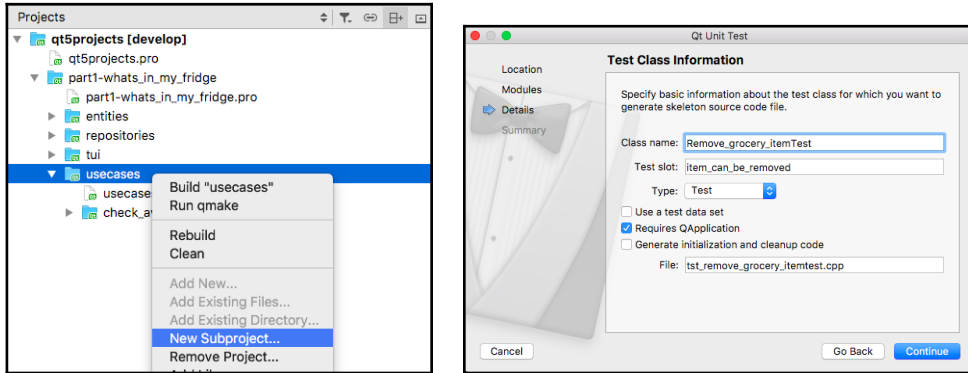 Projects
qt5projects [develop]
qt5projects.pro
part1-whats_in_my_fridge
part1-whats_in_my_fridge.pro
entities
repositories
tui
usecases
usecase
check_a
Build "usecases"
Run qmake
Rebuild
Clean
Add New...
Add Existing Files...
Add Existing Directory...
New Subproject...
Remove Project...
Qt Unit Test
Location
Modules
Details
Summary
Test Class Information
Specify basic information about the test class for which you want to
generate skeleton source code file.
Class name: Remove_grocery_itemTest
Test slot: item_can_be_removed
Type: Test
Use a test data set
Requires QApplication
Generate initialization and cleanup code
File: tst_remove_grocery_itemtest.cpp
Cancel
Go Back
Continue